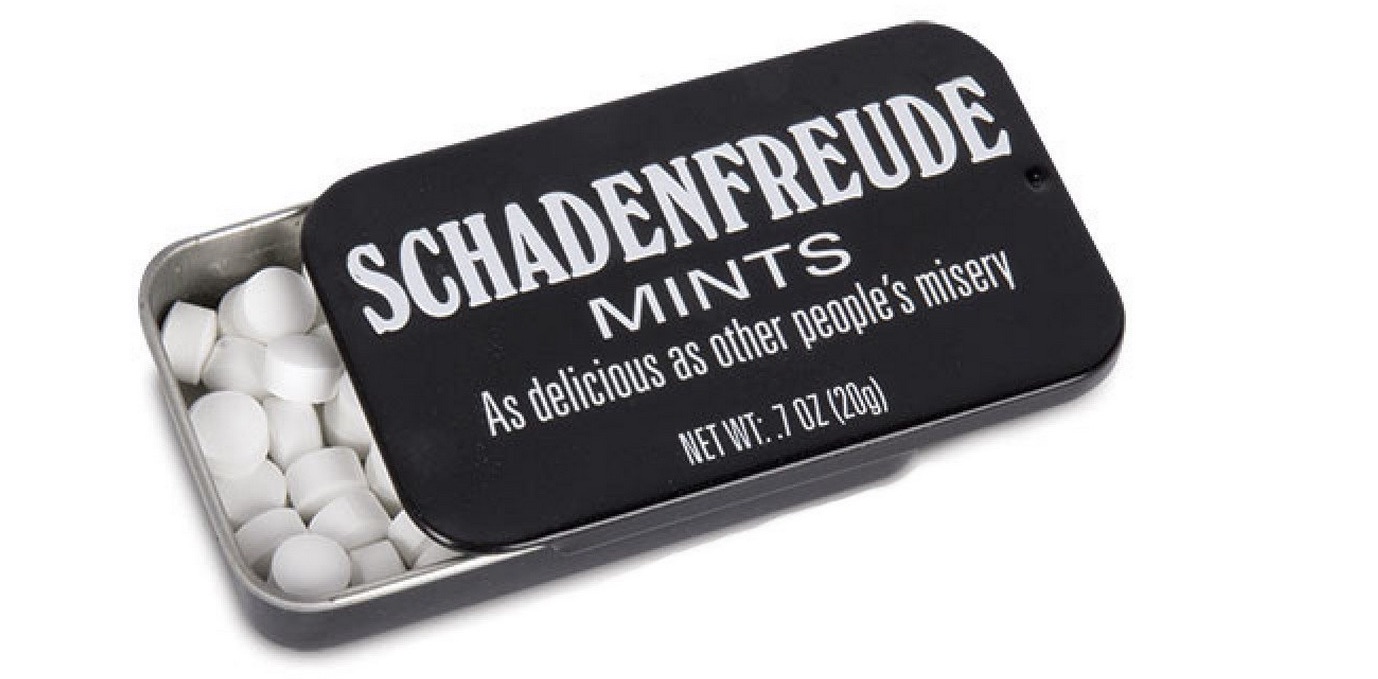 SCHADENFREUDE
MINTS
As delicious as other people's misery
NET WT: .7 OZ (20g)